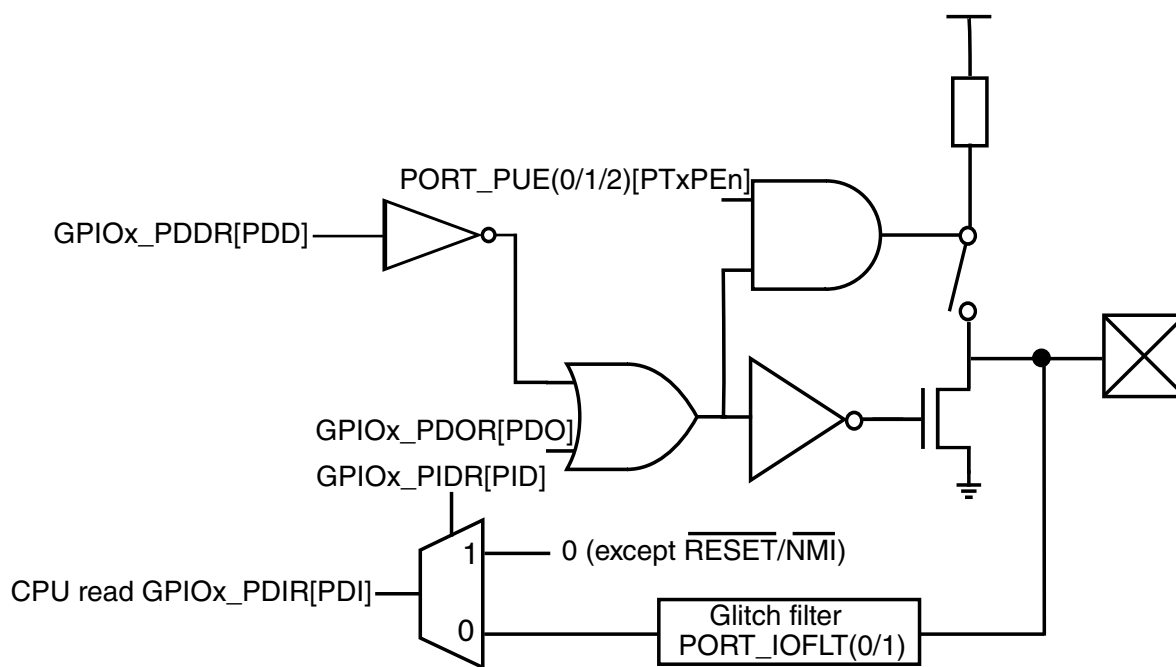 PORT_PUE(0/1/2)[PTxPEn]
GPIOx_PDDR[PDD]
GPIOx_PDOR[PDO]
GPIOx_PIDR[PID]
1
0 (except RESET/NMI)
CPU read GPIOx_PDIR[PDI]
0
Glitch filter
PORT_IOFLT(0/1)